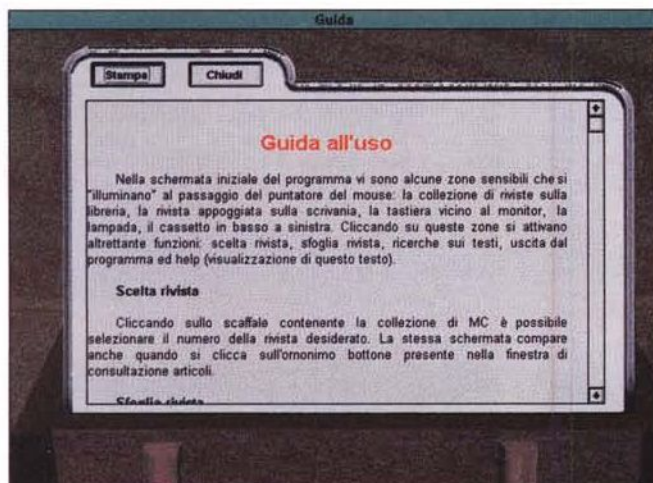 Guida
Stampa Chiudi
Guida all'uso
Nella schermata iniziale del programma vi sono alcune zone sensibili che si
"illuminano" al passaggio del puntatore del mouse: la collezione di riviste sulla
libreria, la rivista appoggiata sulla scrivania, la tastiera vicino al monitor, la
lampada, il cassetto in basso a sinistra. Cliccando su queste zone si attivano
altrettante funzioni: scelta rivista, sfoglia rivista, ricerche sui testi, uscita dal
programma ed help (visualizzazione di questo testo).
Scelta rivista
Cliccando sullo scaffale contenente la collezione di MC è possibile
selezionare il numero della rivista desiderato. La stessa schermata compare
anche quando si clicca sull'omonimo bottone presente nella finestra di
consultazione articoli.
Sfoglia rivista